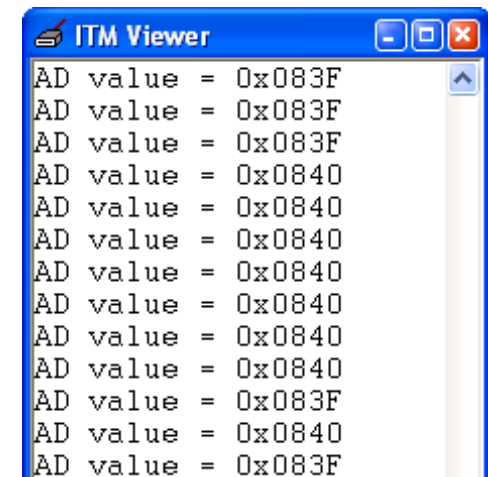 ITM Viewer
AD value = 0x083F
AD value = 0x083F
AD value = 0x083F
AD value = 0x0840
AD value = 0x0840
AD value = 0x0840
AD value = 0x0840
AD value = 0x0840
AD value = 0x0840
AD value = 0x0840
AD value = 0x083F
AD value = 0x0840
AD value = 0x083F